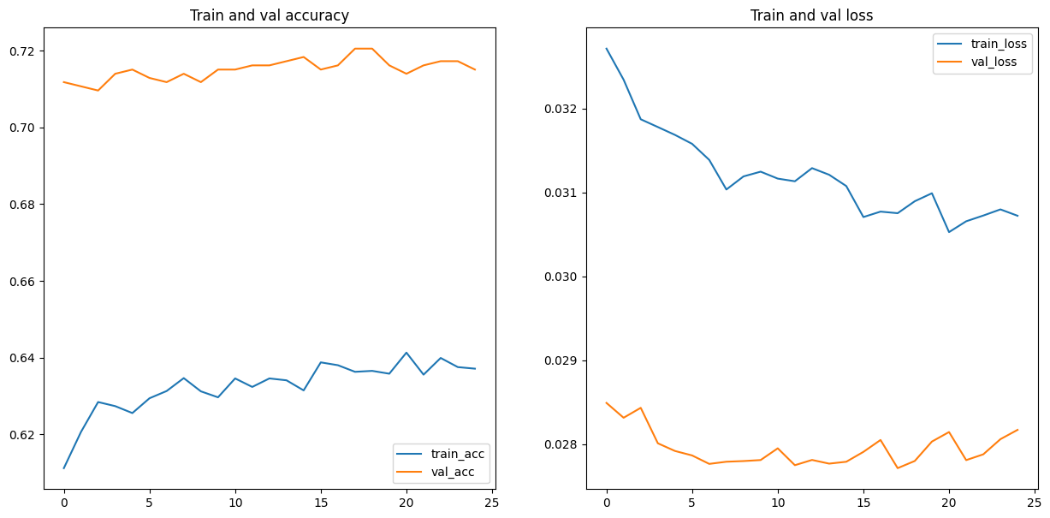 Train and val accuracy
0.72
0.70
0.68
0.66
0.64
0.62
0 5 10 15 20 25
train_acc
val_acc
Train and val loss
0.032
0.031
0.030
0.029
0.028
0 5 10 15 20 25
train_loss
val_loss